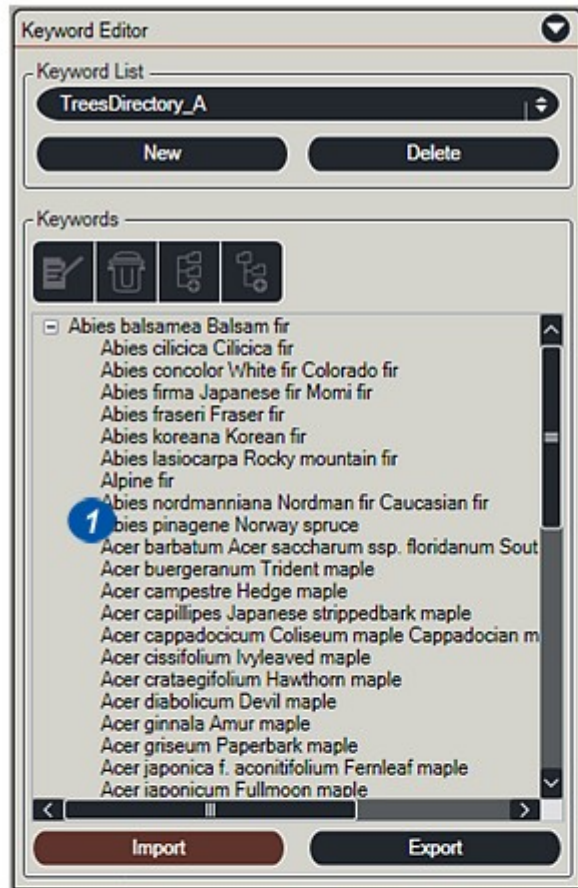 Keyword Editor
Keyword List
TreesDirectory_A
New Delete
Keywords
Abies balsamea Balsam fir
Abies cilicica Cilicica fir
Abies concolor White fir Colorado fir
Abies firma Japanese fir Momi fir
Abies fraseri Fraser fir
Abies koreana Korean fir
Abies lasiocarpa Rocky mountain fir
Alpine fir
Abies nordmanniana Nordman fir Caucasian fir
1
Abies pinagene Norway spruce
Acer barbatum Acer saccharum ssp. floridanum Sout
Acer buergeranum Trident maple
Acer campestre Hedge maple
Acer capillipes Japanese strippedbark maple
Acer cappadocicum Coliseum maple Cappadocian m
Acer cissifolium Ivyleaved maple
Acer crataegifolium Hawthorn maple
Acer diabolicum Devil maple
Acer ginnala Amur maple
Acer griseum Paperbark maple
Acer japonica f. aconitifolium Fernleaf maple
Acer japonicum Fullmoon maple
Import Export